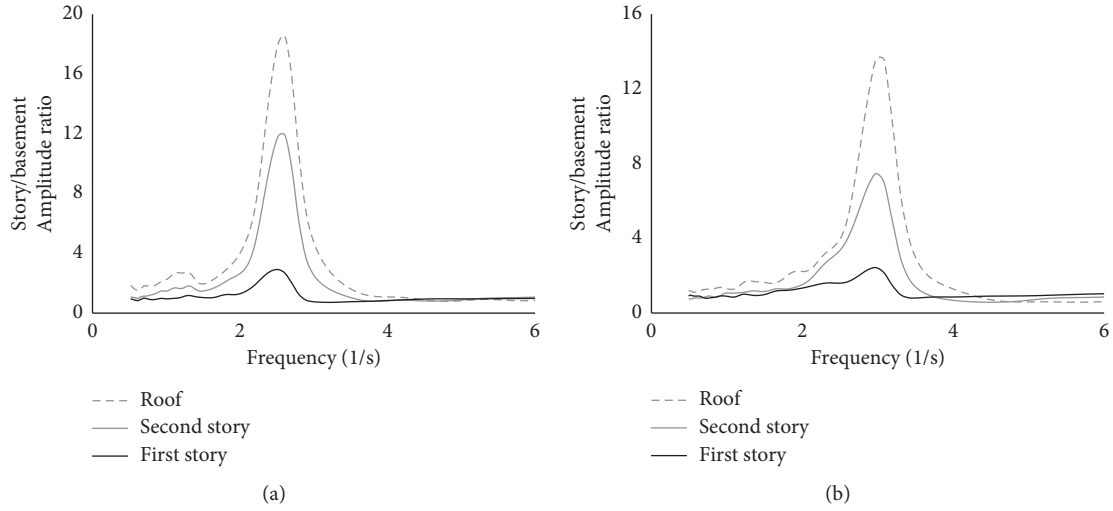 20
16
12
8
4
0
0
2
4
6
Story/basement
Amplitude ratio
Frequency (1/s)
Roof
Second story
First story
(a)
16
12
8
4
0
0
2
4
6
Story/basement
Amplitude ratio
Frequency (1/s)
Roof
Second story
First story
(b)